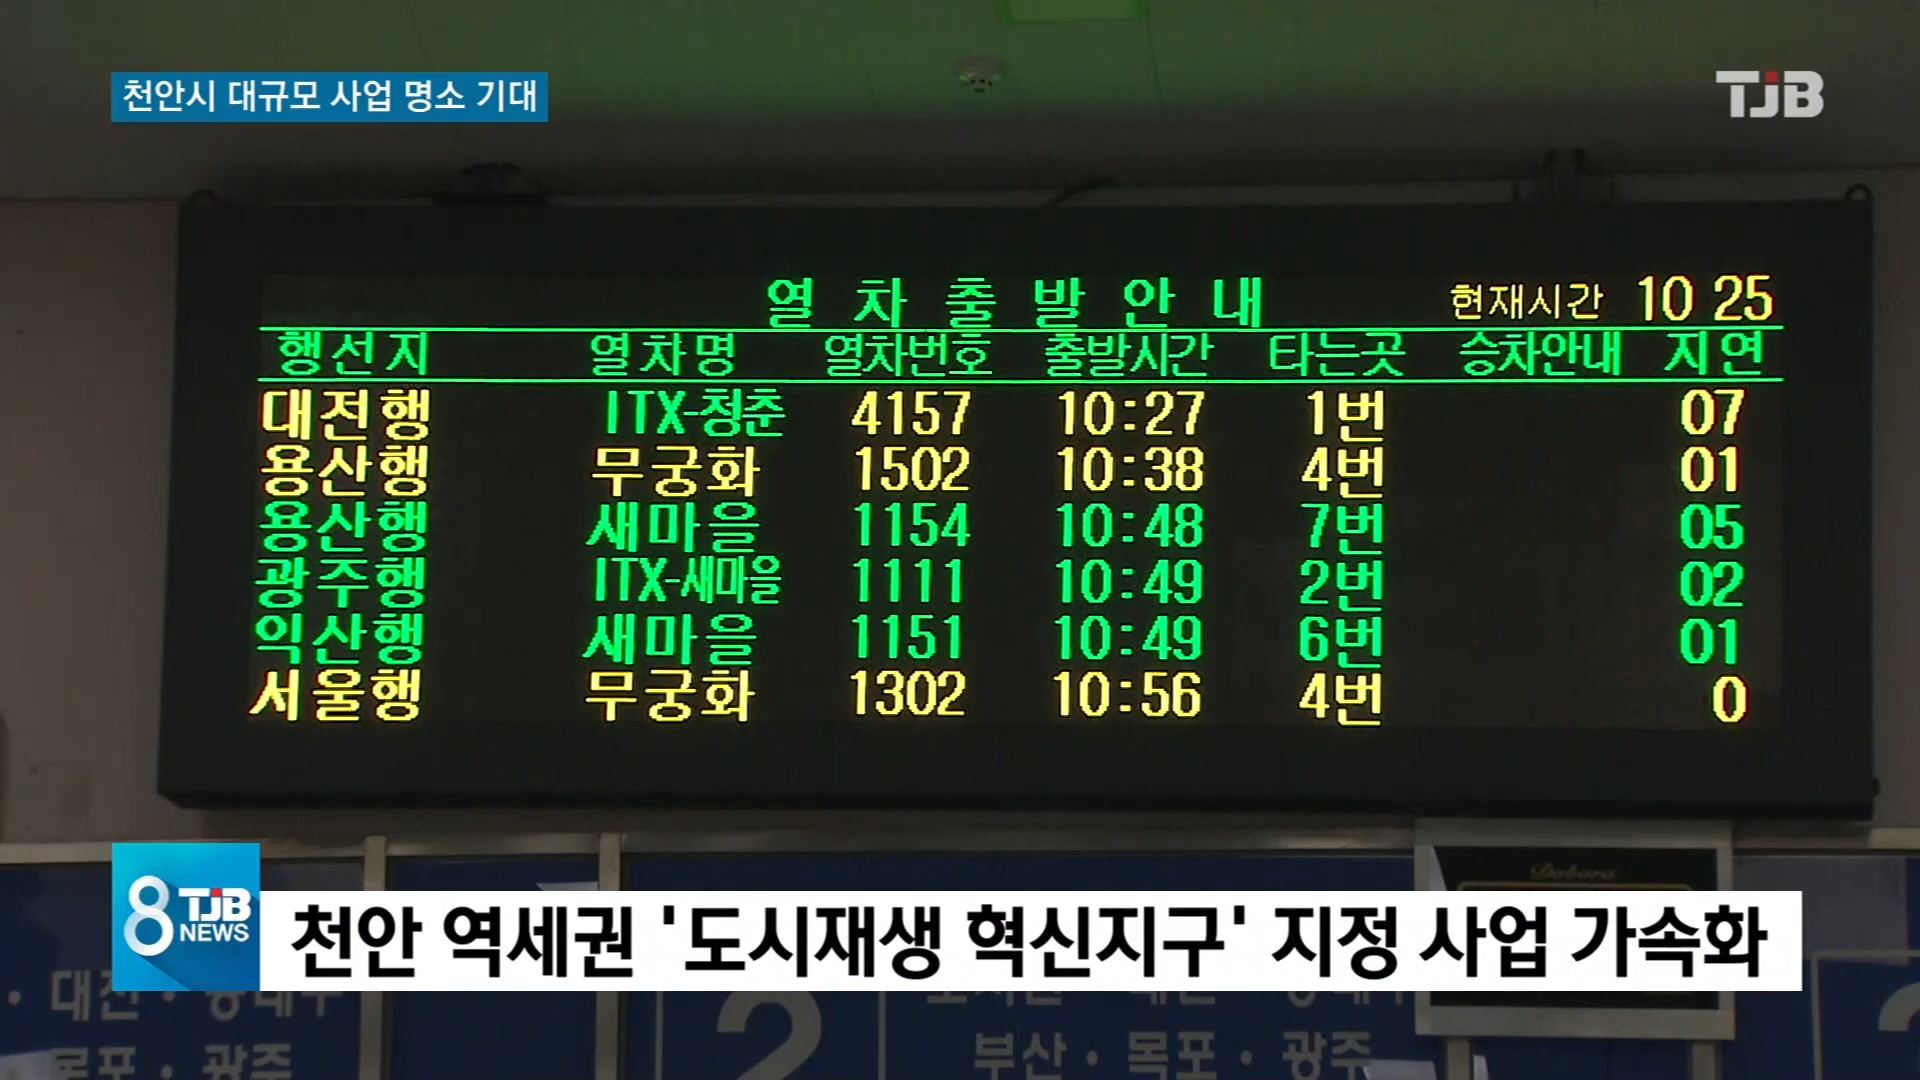 천안시 대규모 사업 명소 기대
TJB
열차출발안내 현재시간 10 25
행선지 열차명 열차번호 출발시간 타는곳 승차안내 지연
대전행 ITX-청춘 4157 10:27 1번 07
용산행 무궁화 1502 10:38 4번 01
용산행 새마을 1154 10:48 7번 05
광주행 ITX-새마을 1111 10:49 2번 02
익산행 새마을 1151 10:49 6번 01
서울행 무궁화 1302 10:56 4번 0
8 TJB NEWS
천안 역세권 '도시재생 혁신지구' 지정 사업 가속화
· 대전 ·
목포 · 광주
2
부산 · 목포 · 광주